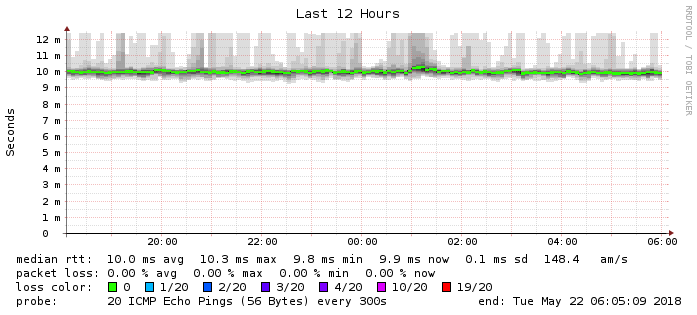 Last 12 Hours
RRDTOOL / TOBI OETIKER
Seconds
12 m
11 m
10 m
9 m
8 m
7 m
6 m
5 m
4 m
3 m
2 m
1 m
0
20:00 22:00 00:00 02:00 04:00 06:00
median rtt: 10.0 ms avg 10.3 ms max 9.8 ms min 9.9 ms now 0.1 ms sd 148.4 am/s
packet loss: 0.00 % avg 0.00 % max 0.00 % min 0.00 % now
loss color: 0 1/20 2/20 3/20 4/20 10/20 19/20
probe: 20 ICMP Echo Pings (56 Bytes) every 300s end: Tue May 22 06:05:09 2018